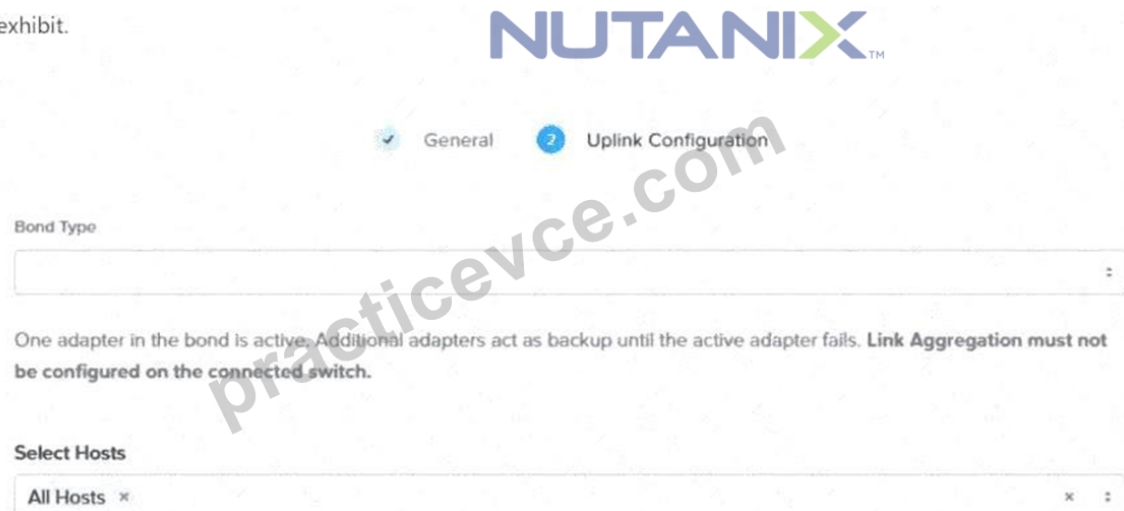 exhibit.
NUTANIX™
General 2 Uplink Configuration
Bond Type
One adapter in the bond is active. Additional adapters act as backup until the active adapter fails. Link Aggregation must not
be configured on the connected switch.
practicevce.com
Select Hosts
All Hosts ×